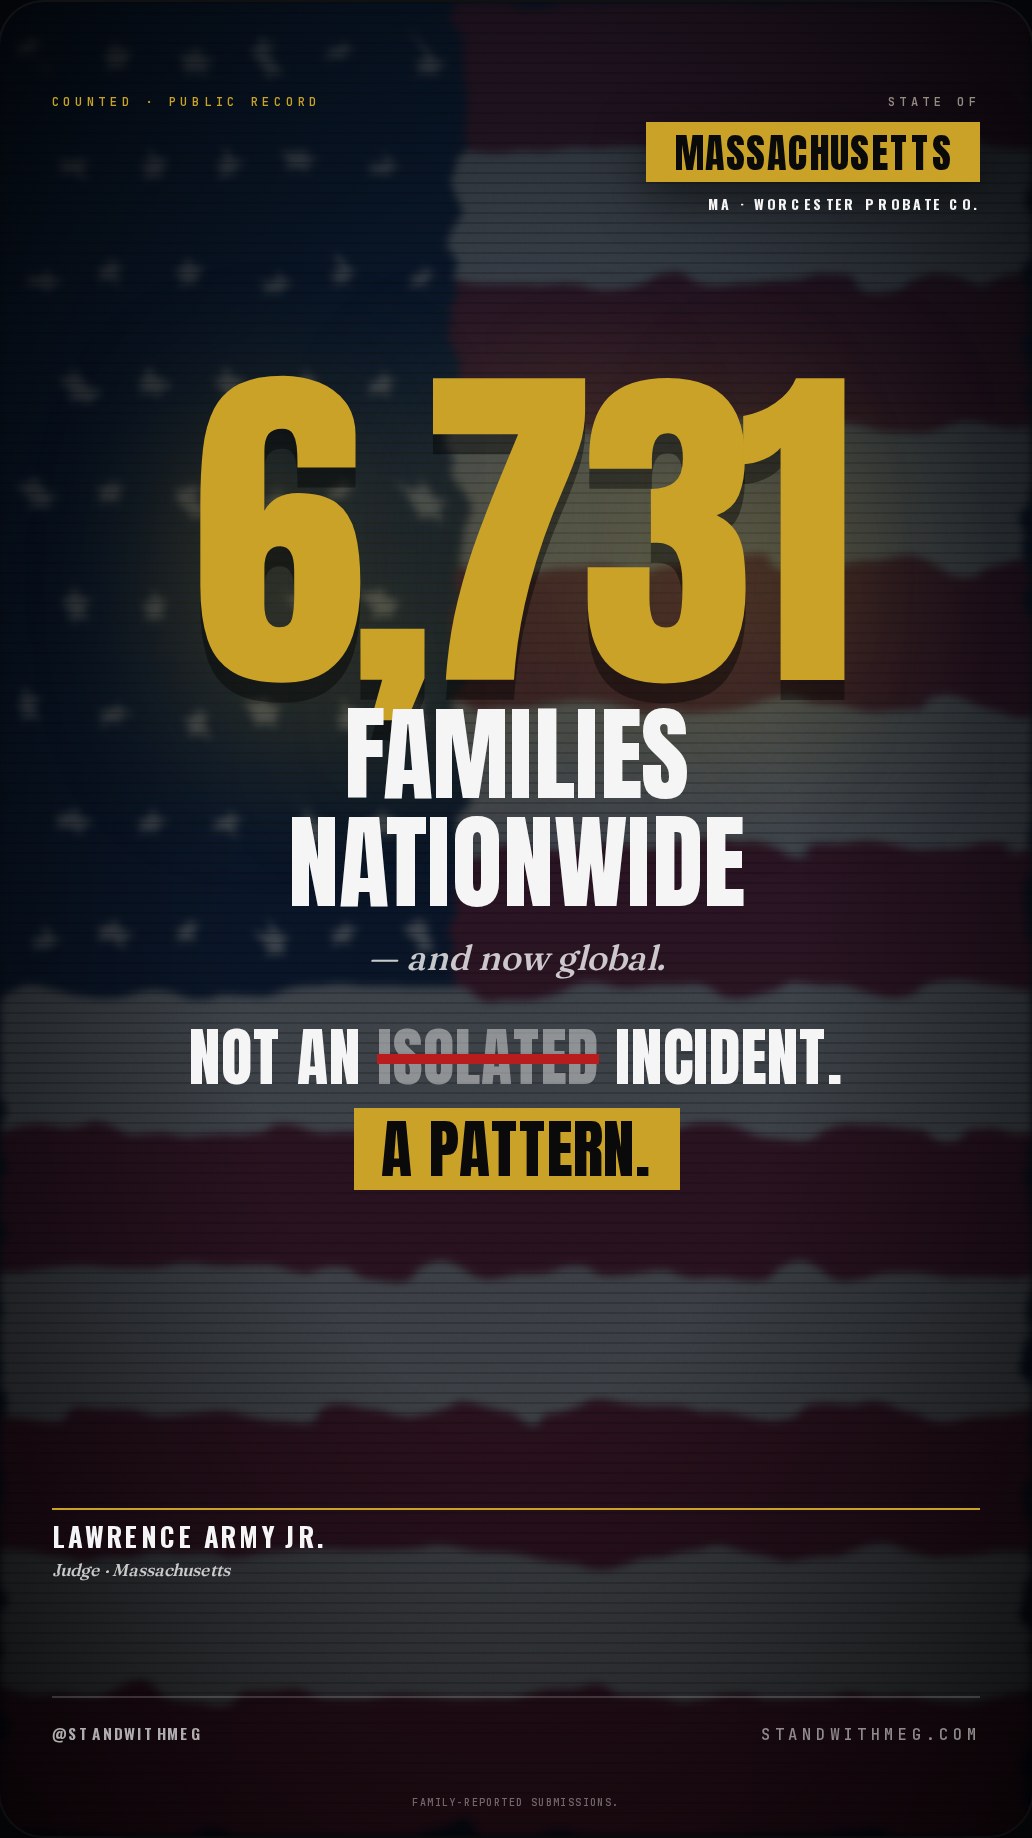 COUNTED · PUBLIC RECORD
STATE OF
MASSACHUSETTS
MA · WORCESTER PROBATE CO.
6,731
FAMILIES
NATIONWIDE
— and now global.
NOT AN ISOLATED INCIDENT.
A PATTERN.
LAWRENCE ARMY JR.
Judge · Massachusetts
@STANDWITHMEG
STANDWITHMEG.COM
FAMILY-REPORTED SUBMISSIONS.